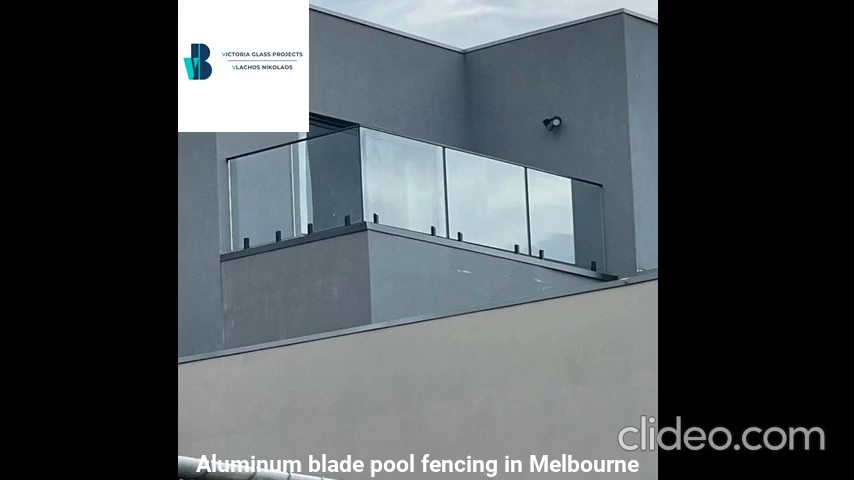 VICTORIA GLASS PROJECTS
VLACHOS NIKOLAOS
clideo.com
Aluminum blade pool fencing in Melbourne